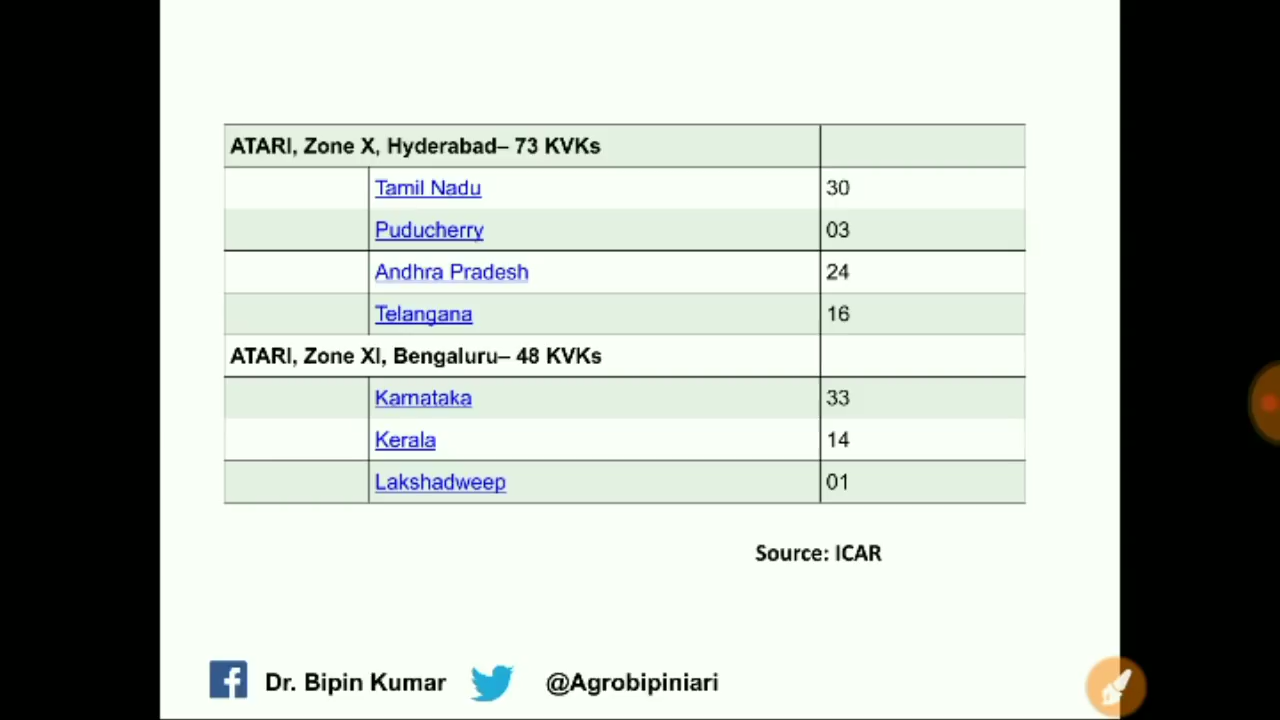 ATARI, Zone X, Hyderabad– 73 KVKs
Tamil Nadu 30
Puducherry 03
Andhra Pradesh 24
Telangana 16
ATARI, Zone XI, Bengaluru– 48 KVKs
Karnataka 33
Kerala 14
Lakshadweep 01
Source: ICAR
Dr. Bipin Kumar @Agrobipiniari